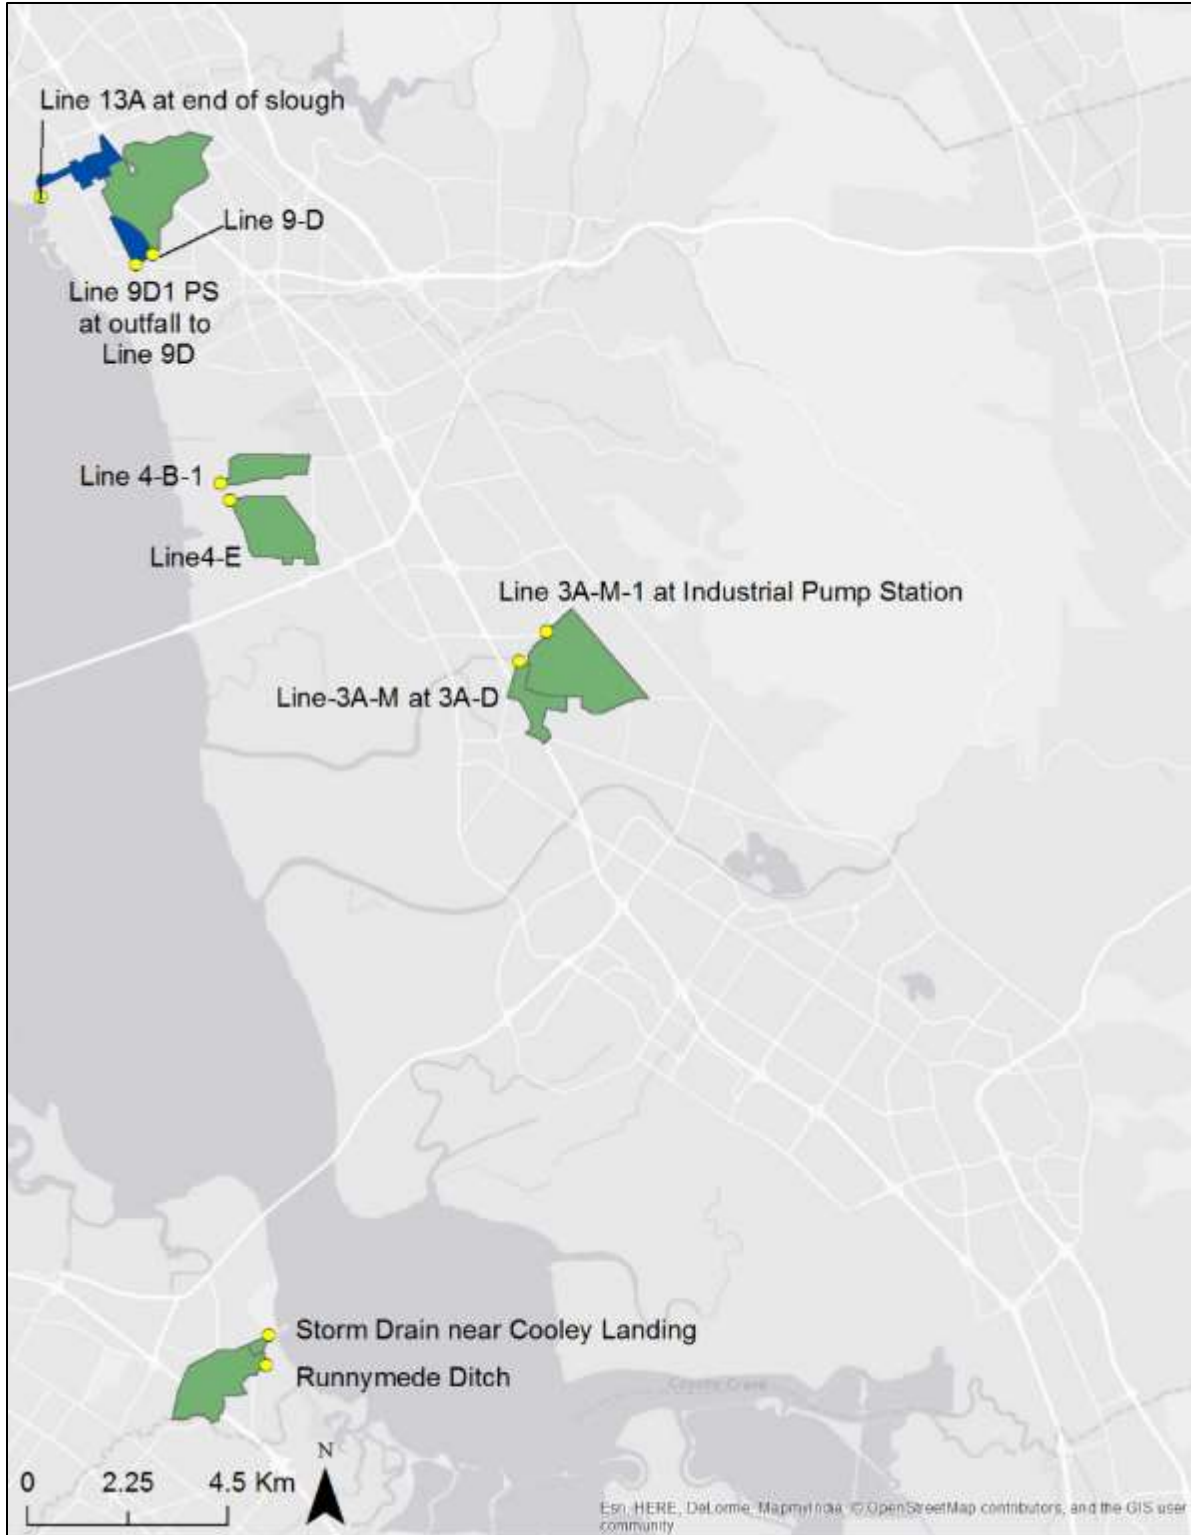 Line 13A at end of slough
Line 9-D
Line 9D1 PS
at outfall to
Line 9D
Line 4-B-1
Line4-E
Line 3A-M-1 at Industrial Pump Station
Line-3A-M at 3A-D
Storm Drain near Cooley Landing
Runnymede Ditch
Coyote Creek
N
0 2.25 4.5 Km
Esri, HERE, DeLorme, MapmyIndia, © OpenStreetMap contributors, and the GIS user
community